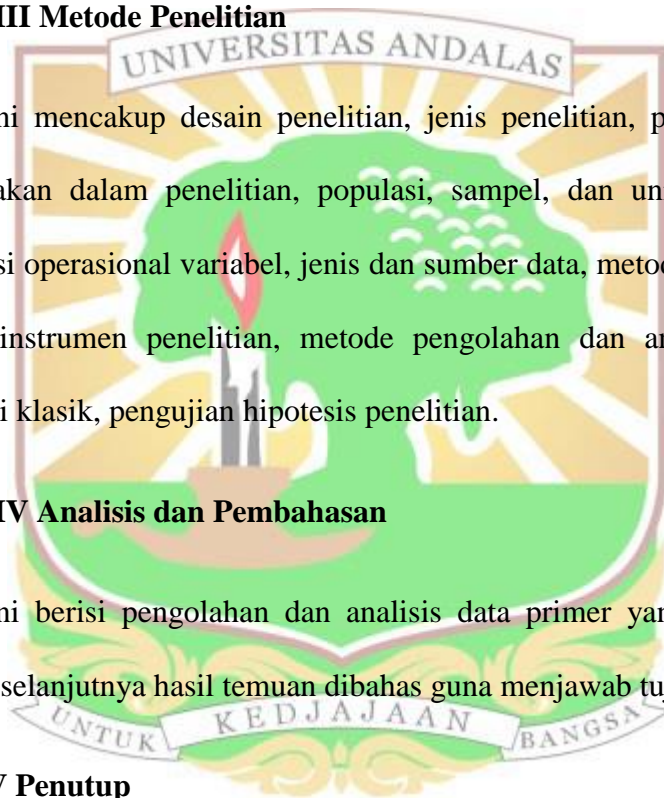 III Metode Penelitian
UNIVERSITAS ANDALAS
ni mencakup desain penelitian, jenis penelitian, p
akan dalam penelitian, populasi, sampel, dan un
si operasional variabel, jenis dan sumber data, metod
instrumen penelitian, metode pengolahan dan an
i klasik, pengujian hipotesis penelitian.
IV Analisis dan Pembahasan
ni berisi pengolahan dan analisis data primer yan
selanjutnya hasil temuan dibahas guna menjawab tuj
UNTUK KEDJAJAAN BANGSA
V Penutup